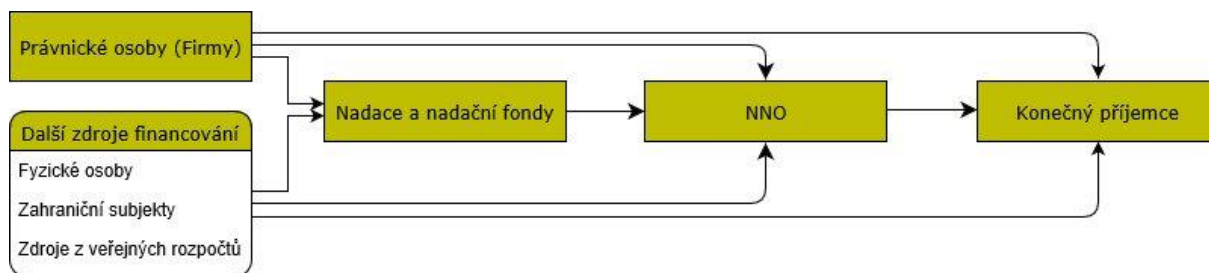 Právnické osoby (Firmy)
Nadace a nadační fondy
NNO
Konečný příjemce
Další zdroje financování
Fyzické osoby
Zahraniční subjekty
Zdroje z veřejných rozpočtů